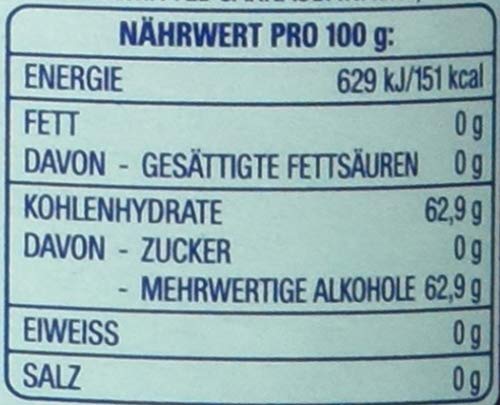 NÄHRWERT PRO 100 g:
ENERGIE 629 kJ/151 kcal
FETT 0 g
DAVON - GESÄTTIGTE FETTSÄUREN 0 g
KOHLENHYDRATE 62,9 g
DAVON - ZUCKER 0 g
- MEHRWERTIGE ALKOHOLE 62,9 g
EIWEISS 0 g
SALZ 0 g